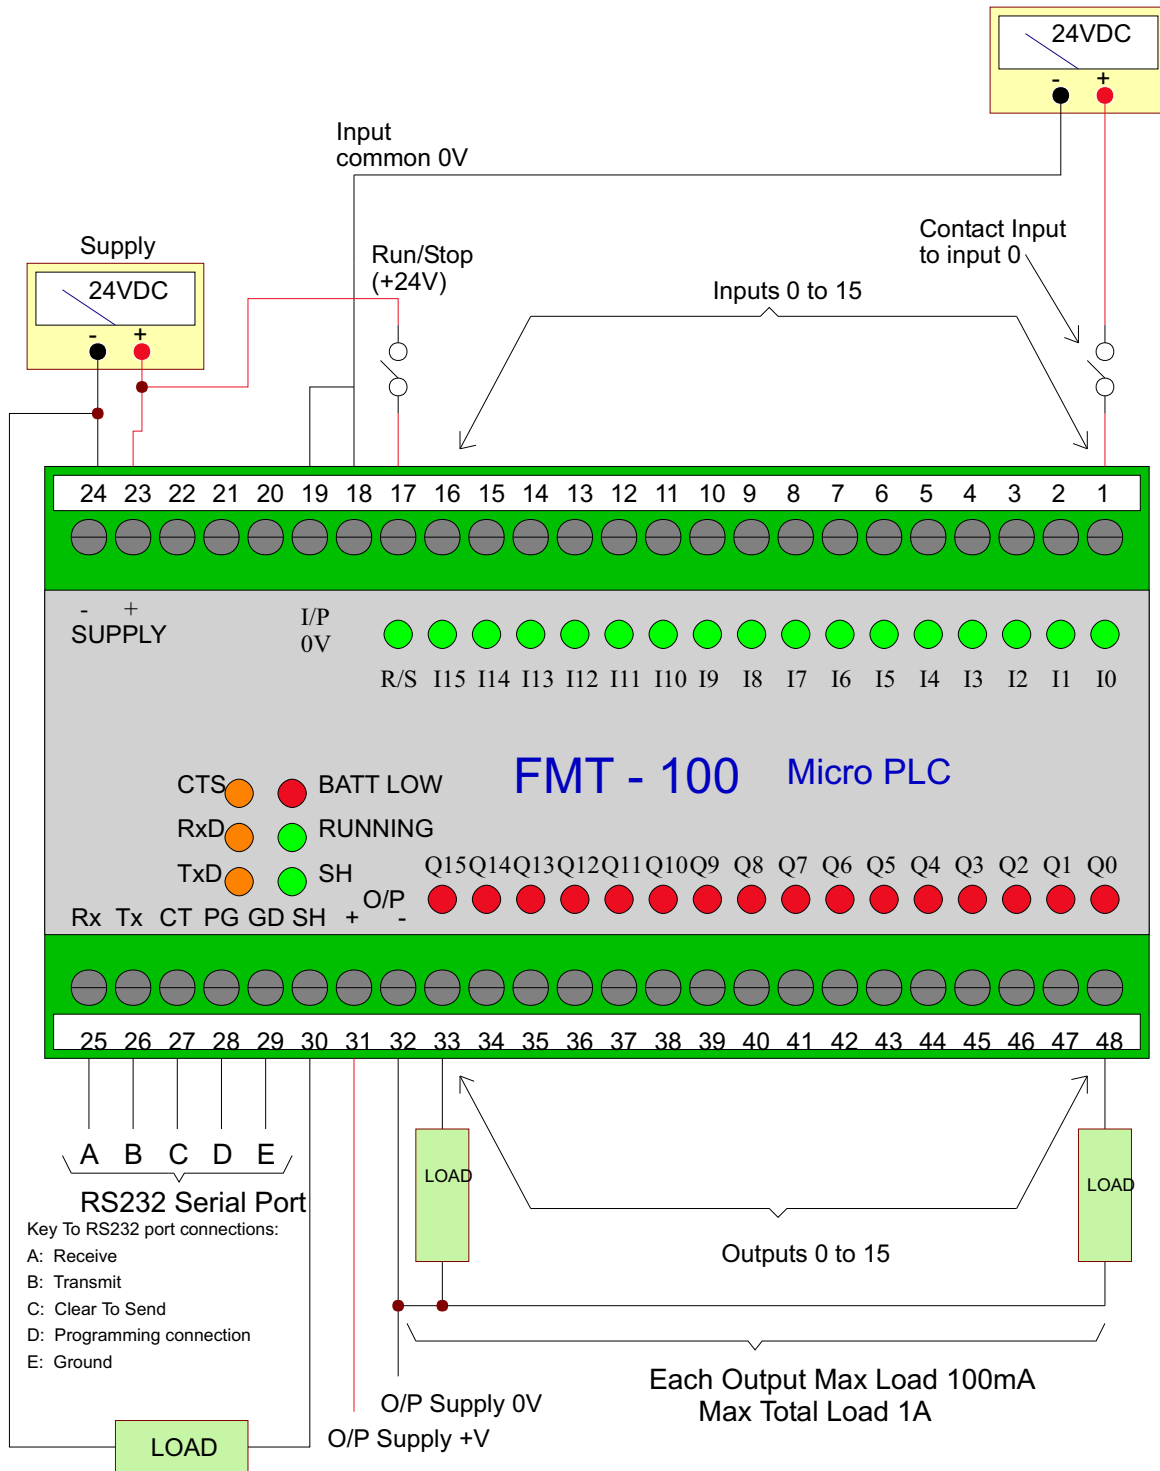 24VDC
- +
Input
common 0V
Contact Input
to input 0
Supply
Run/Stop
(+24V)
24VDC
- +
Inputs 0 to 15
24 23 22 21 20 19 18 17 16 15 14 13 12 11 10 9 8 7 6 5 4 3 2 1
- +
SUPPLY
I/P
0V
R/S I15 I14 I13 I12 I11 I10 I9 I8 I7 I6 I5 I4 I3 I2 I1 I0
FMT - 100 Micro PLC
CTS BATT LOW
RxD RUNNING
TxD SH
Q15 Q14 Q13 Q12 Q11 Q10 Q9 Q8 Q7 Q6 Q5 Q4 Q3 Q2 Q1 Q0
O/P
Rx Tx CT PG GD SH + -
25 26 27 28 29 30 31 32 33 34 35 36 37 38 39 40 41 42 43 44 45 46 47 48
A B C D E
LOAD
LOAD
RS232 Serial Port
Key To RS232 port connections:
A: Receive
B: Transmit
C: Clear To Send
D: Programming connection
E: Ground
Outputs 0 to 15
Each Output Max Load 100mA
Max Total Load 1A
O/P Supply 0V
O/P Supply +V
LOAD